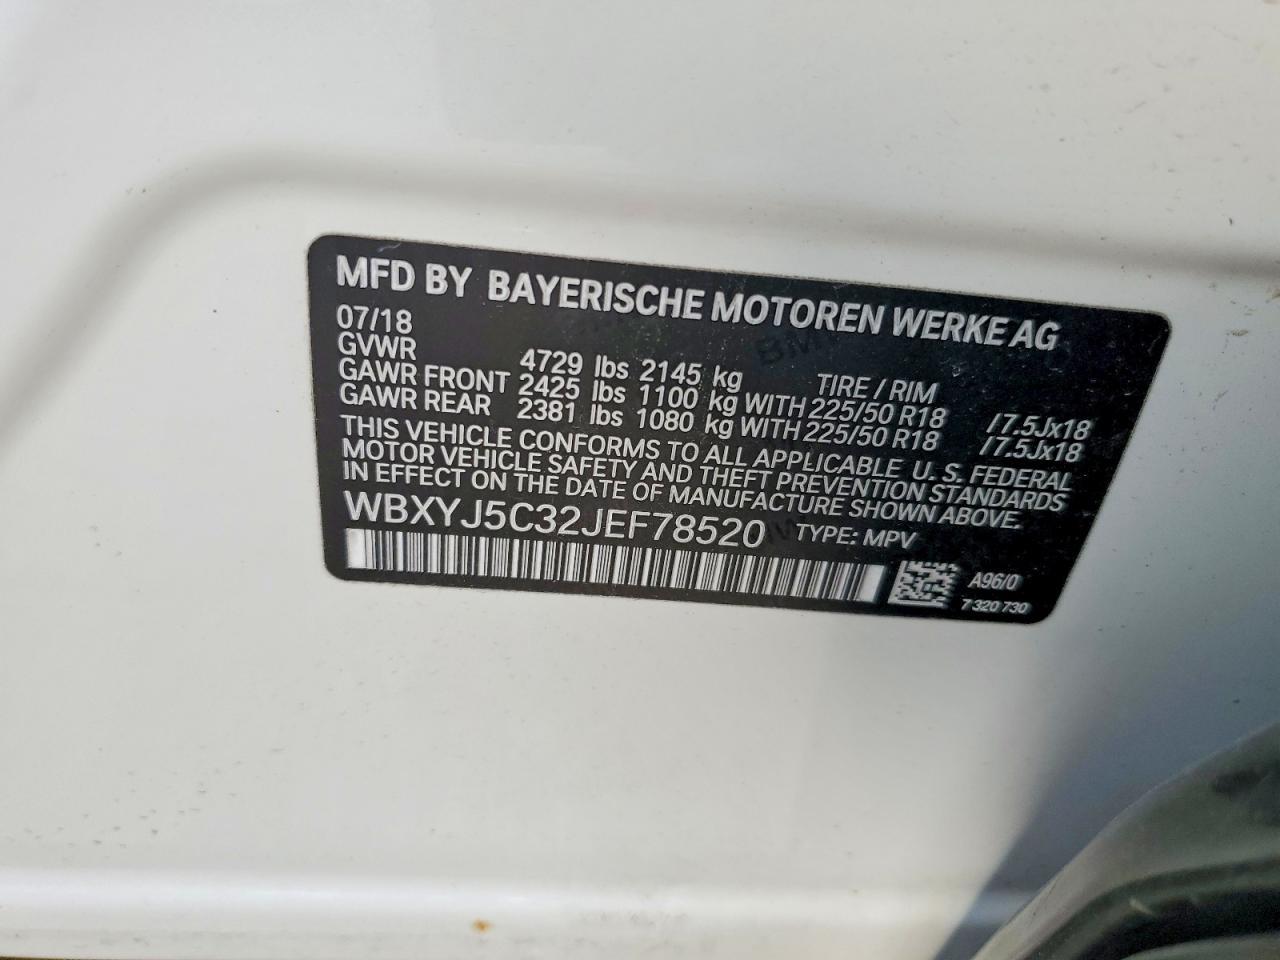 MFD BY BAYERISCHE MOTOREN WERKE AG
07/18
GVWR 4729 lbs 2145 kg TIRE / RIM
GAWR FRONT 2425 lbs 1100 kg WITH 225/50 R18 /7.5Jx18
GAWR REAR 2381 lbs 1080 kg WITH 225/50 R18 /7.5Jx18
THIS VEHICLE CONFORMS TO ALL APPLICABLE U.S. FEDERAL
MOTOR VEHICLE SAFETY AND THEFT PREVENTION STANDARDS
IN EFFECT ON THE DATE OF MANUFACTURE SHOWN ABOVE.
WBXYJ5C32JEF78520 TYPE: MPV
A96/0
7 320 730